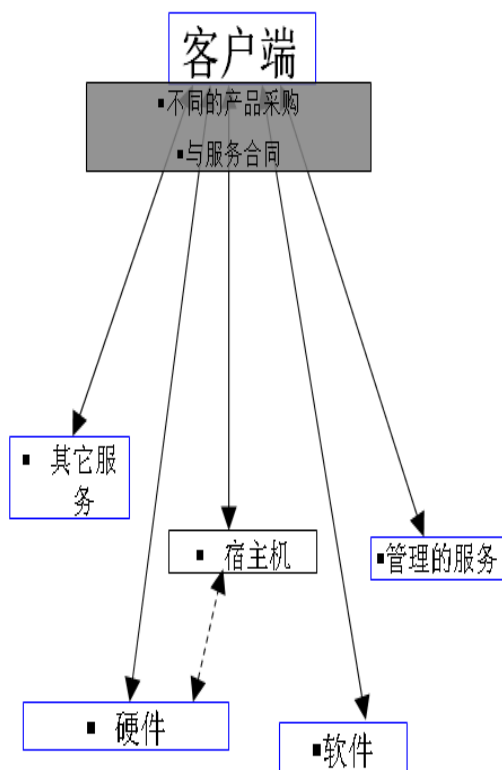 客户端
▪不同的产品采购
▪与服务合同
▪ 其它服
务
▪ 宿主机
▪管理的服务
▪ 硬件
▪软件